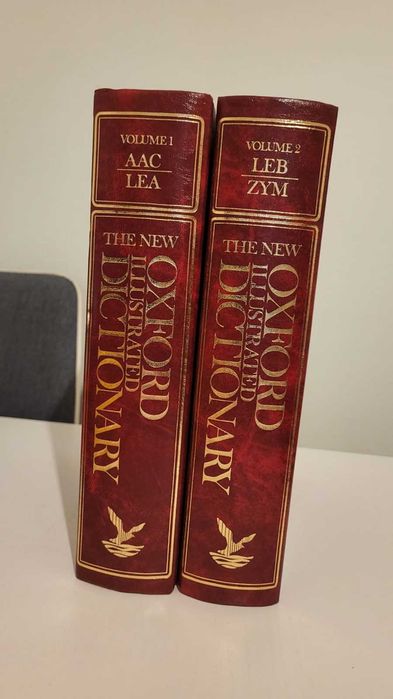 VOLUME 1
AAC
LEA
THE NEW
OXFORD
ILLUSTRATED
DICTIONARY
VOLUME 2
LEB
ZYM
THE NEW
OXFORD
ILLUSTRATED
DICTIONARY